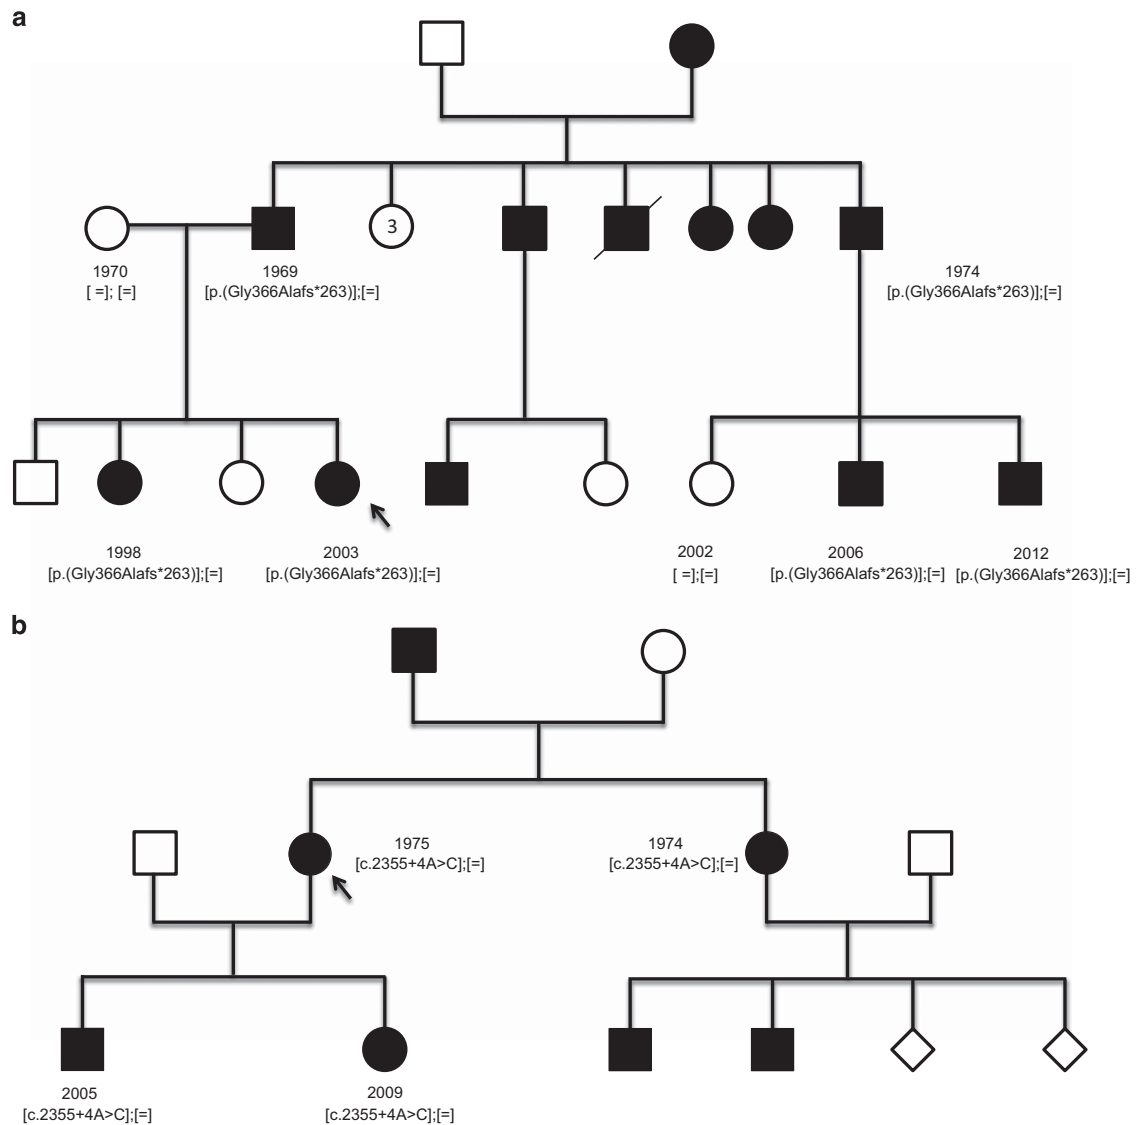 a
3
1970
[ =]; [=]
1969
[p.(Gly366Alafs*263)];[=]
1974
[p.(Gly366Alafs*263)];[=]
1998
[p.(Gly366Alafs*263)];[=]
2003
[p.(Gly366Alafs*263)];[=]
2002
[ =];[=]
2006
[p.(Gly366Alafs*263)];[=]
2012
[p.(Gly366Alafs*263)];[=]
b
1975
[c.2355+4A>C];[=]
1974
[c.2355+4A>C];[=]
2005
[c.2355+4A>C];[=]
2009
[c.2355+4A>C];[=]